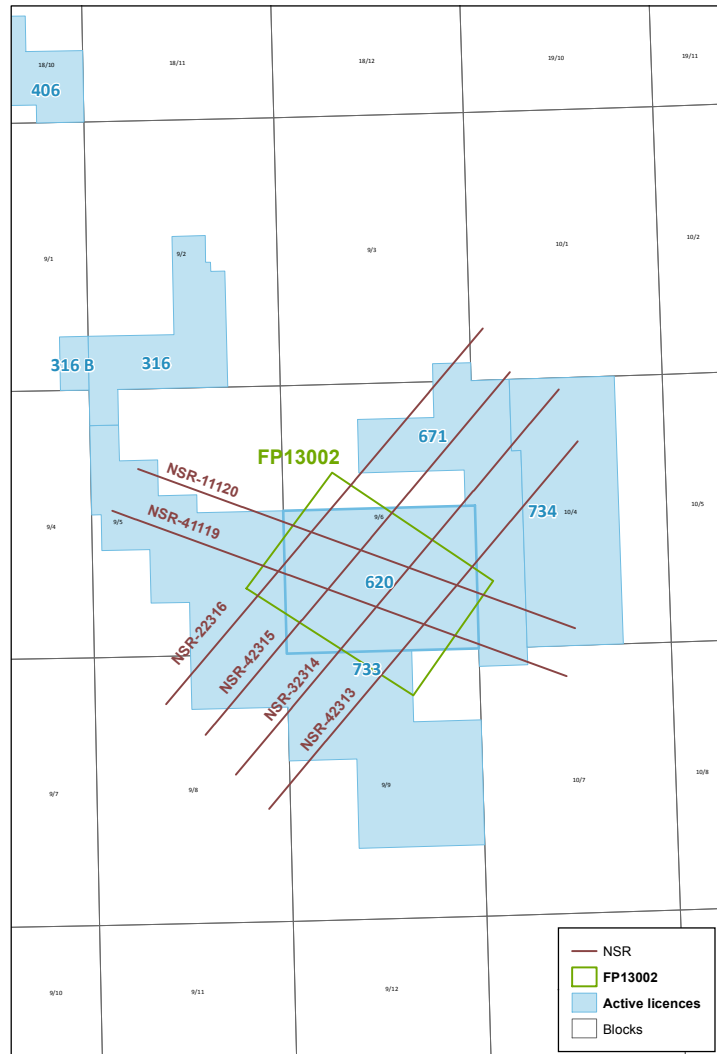 18/10
18/11
18/12
19/10
19/11
406
9/1
9/2
9/3
10/1
10/2
316 B
316
671
FP13002
NSR-11120
NSR-41119
9/4
9/5
9/6
734
10/4
10/5
620
NSR-22316
NSR-42315
NSR-32314
NSR-42313
733
9/7
9/8
9/9
10/7
10/8
9/10
9/11
9/12
NSR
FP13002
Active licences
Blocks